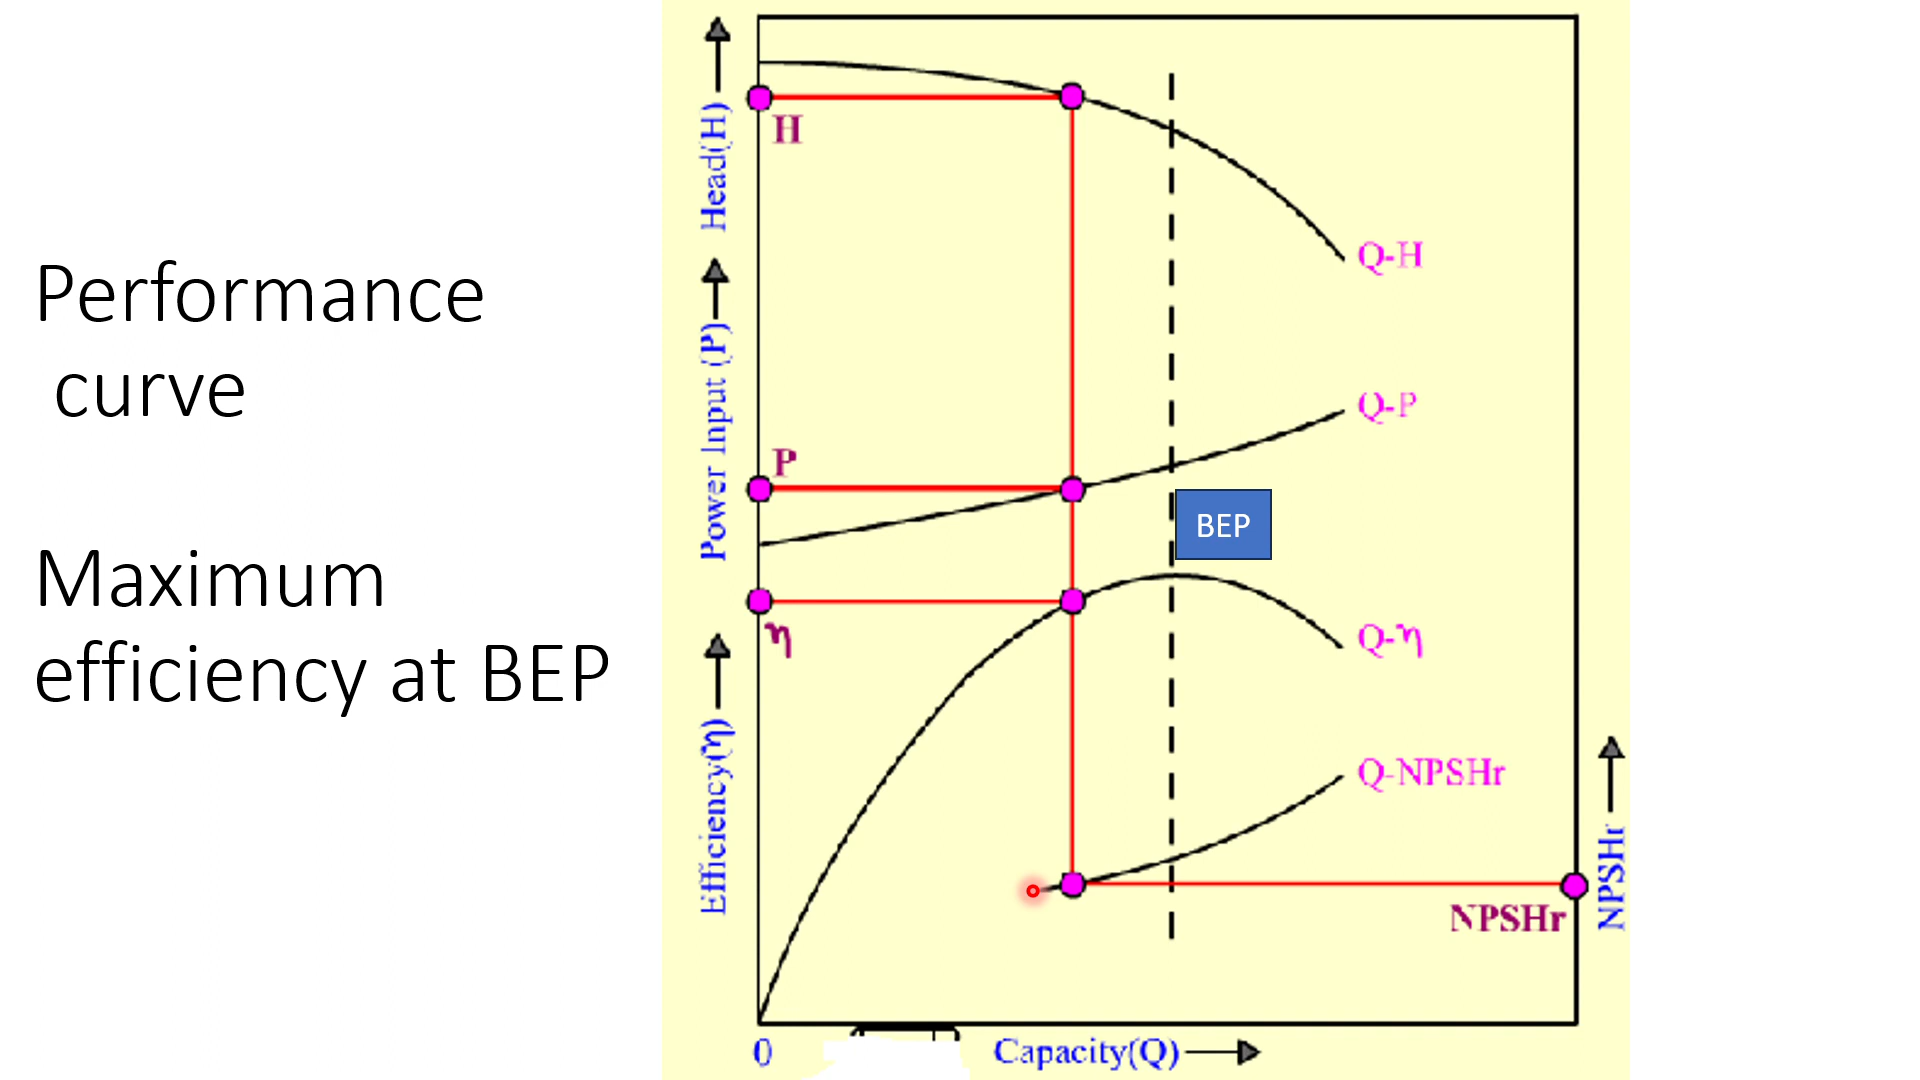 Performance
curve
Maximum
efficiency at BEP
Head(H)
H
Q-H
Power Input (P)
Q-P
P
BEP
η
Q-η
Efficiency(η)
Q-NPSHr
NPSHr
NPSHr
0
Capacity(Q)